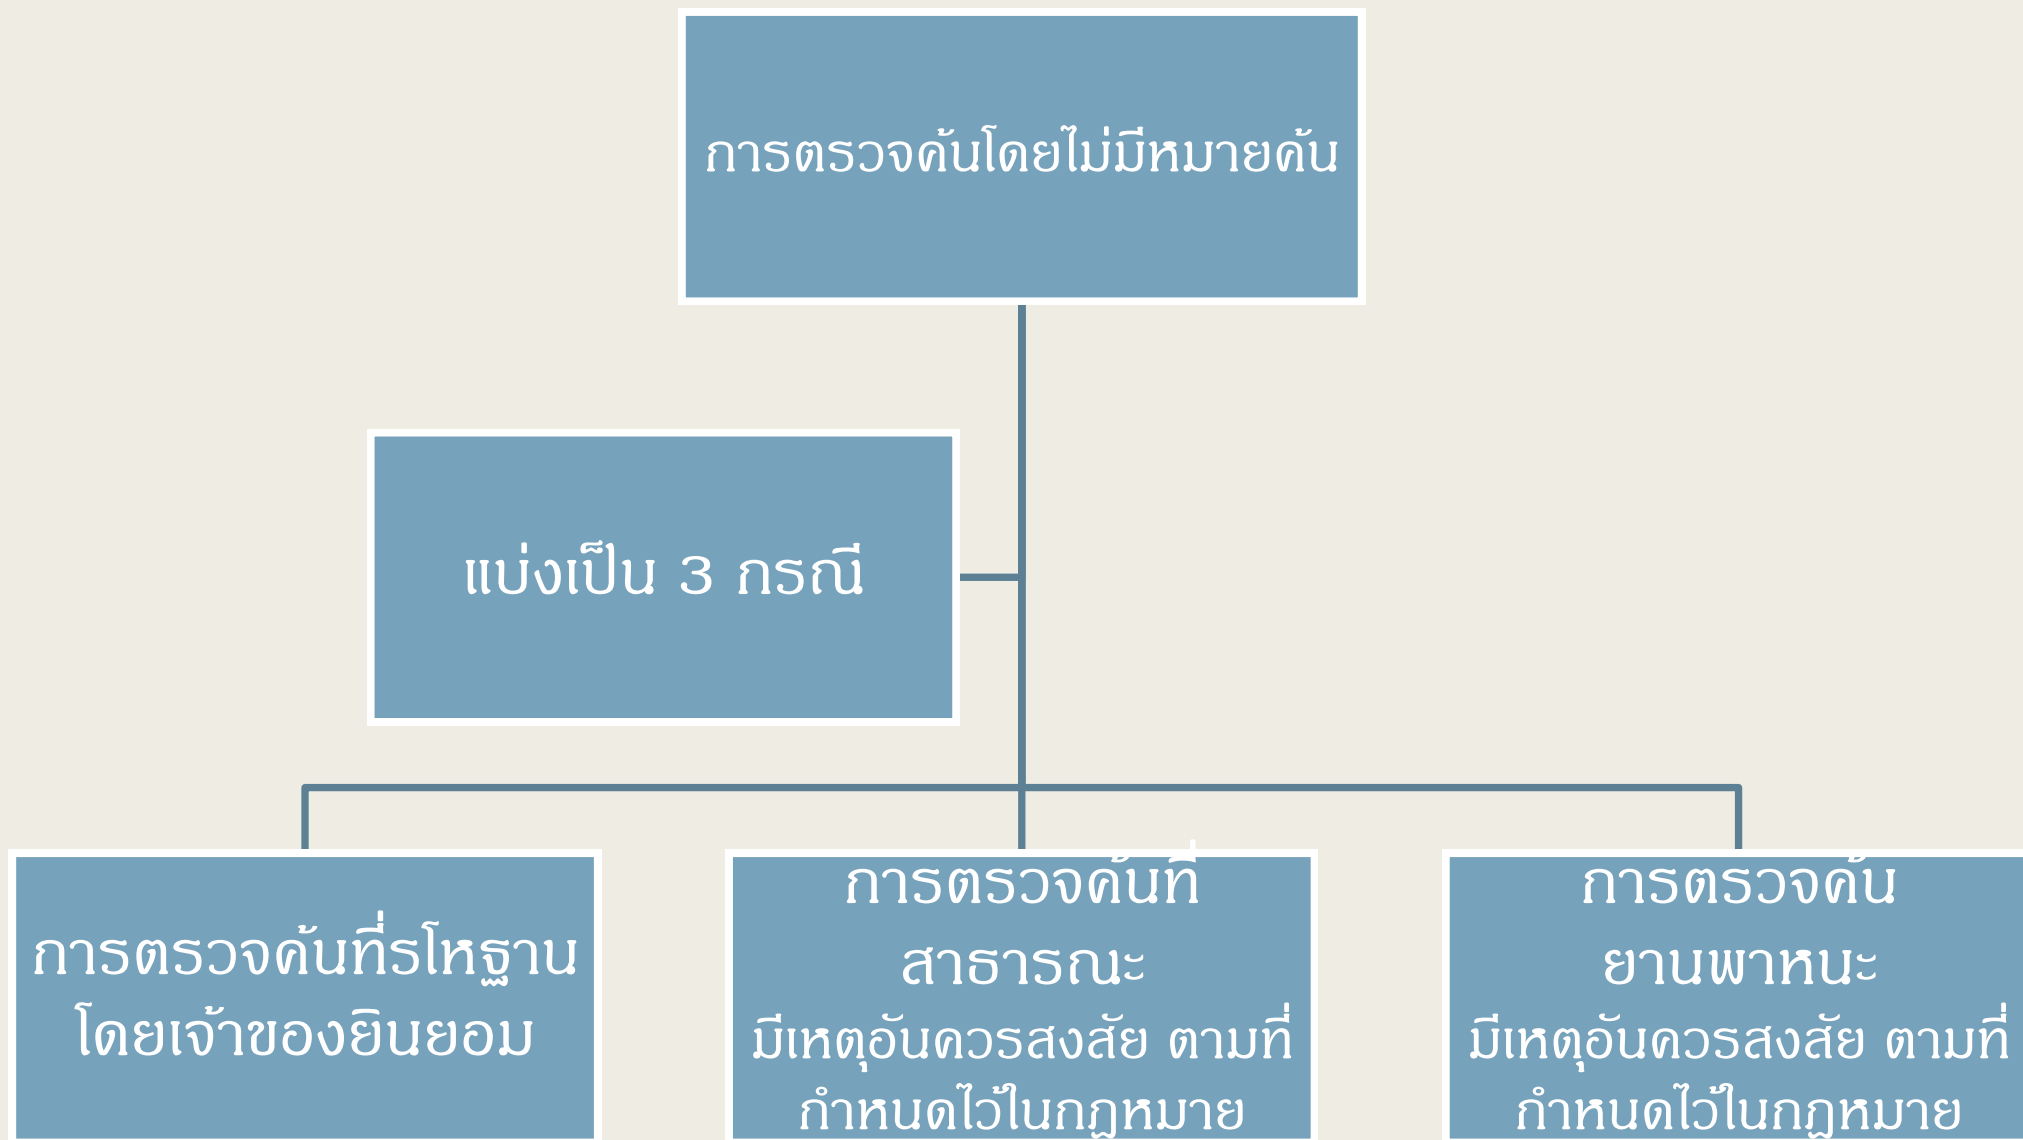 การตรวจค้นโดยไม่มีหมายค้น
แบ่งเป็น 3 กรณี
การตรวจค้นที่รโหฐาน
โดยเจ้าของยินยอม
การตรวจค้นที่
สาธารณะ
มีเหตุอันควรสงสัย ตามที่
กำหนดไว้ในกฎหมาย
การตรวจค้น
ยานพาหนะ
มีเหตุอันควรสงสัย ตามที่
กำหนดไว้ในกฎหมาย